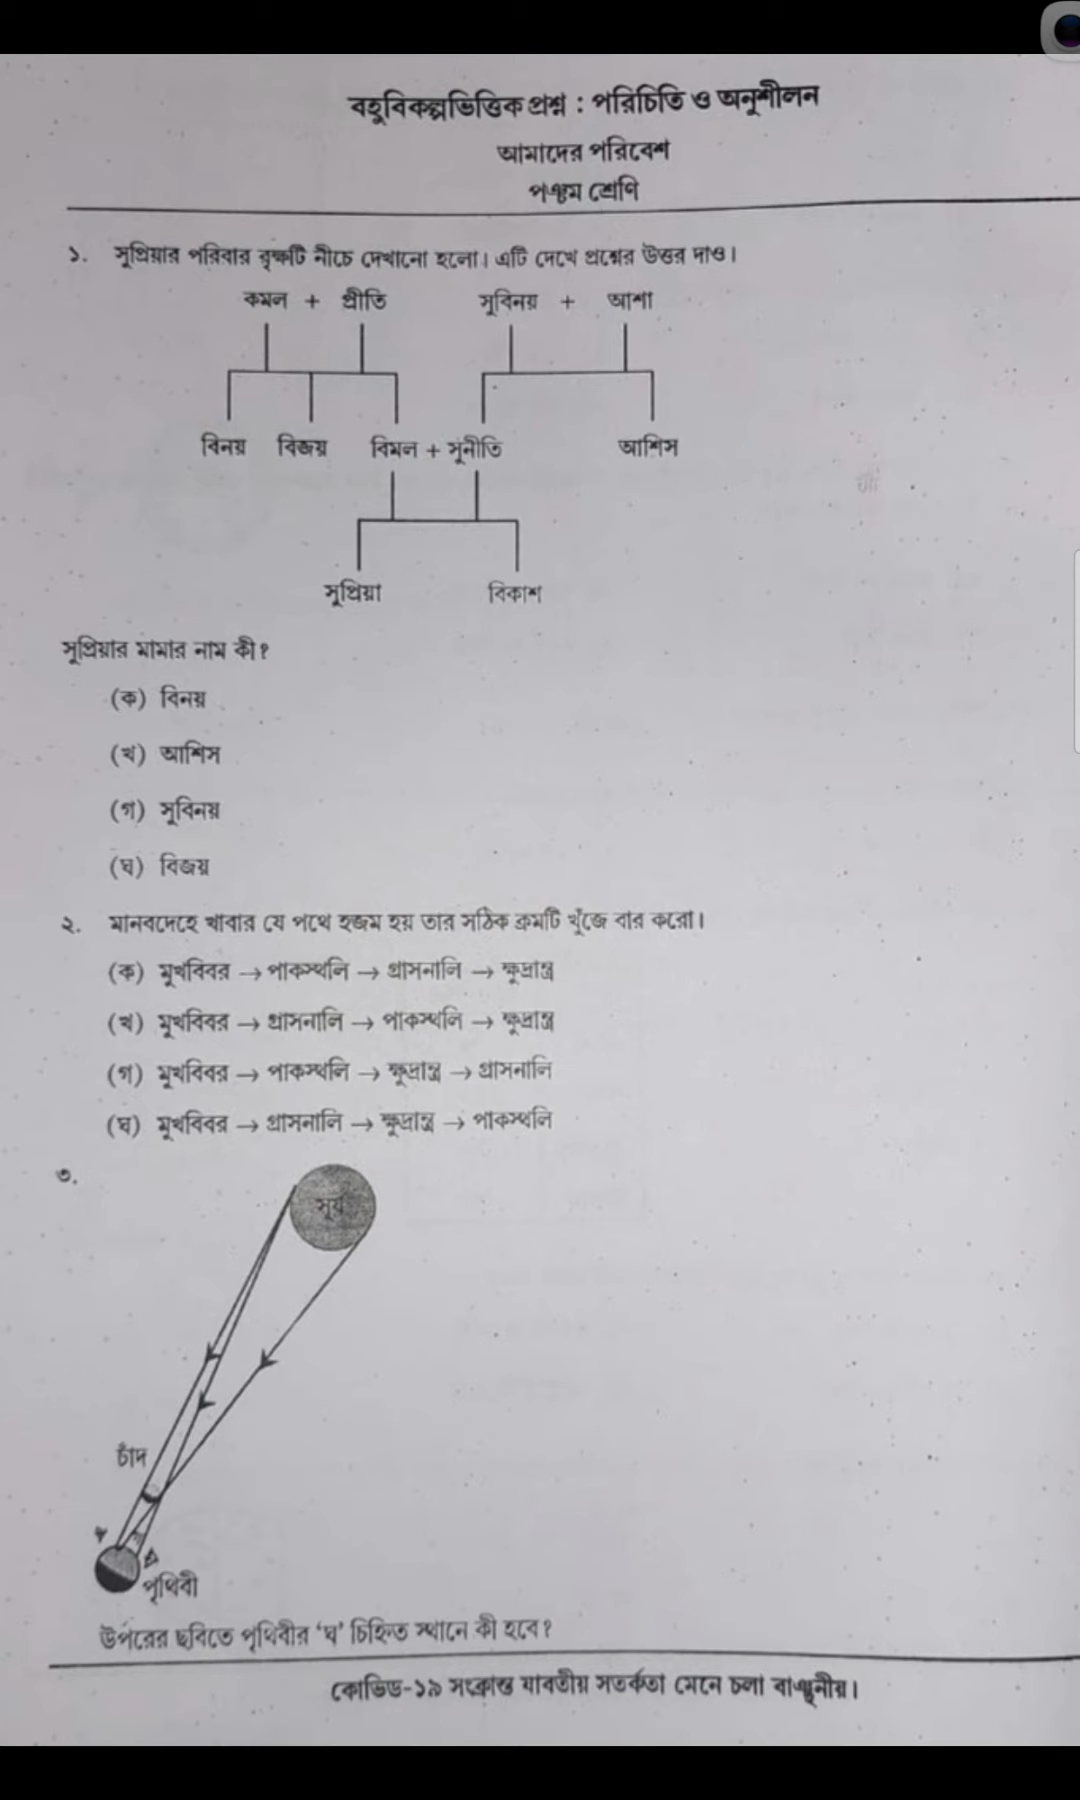 বহুবিকল্পভিত্তিক প্রশ্ন : পরিচিতি ও অনুশীলন
আমাদের পরিবেশ
পঞ্চম শ্রেণি
১. সুপ্রিয়ার পরিবার বৃক্ষটি নীচে দেখানো হলো। এটি দেখে প্রশ্নের উত্তর দাও।
কমল + প্রীতি সুবিনয় + আশা
বিনয় বিজয় বিমল + সুনীতি আশিস
সুপ্রিয়া বিকাশ
সুপ্রিয়ার মামার নাম কী?
(ক) বিনয়
(খ) আশিস
(গ) সুবিনয়
(ঘ) বিজয়
২. মানবদেহে খাবার যে পথে হজম হয় তার সঠিক ক্রমটি খুঁজে বার করো।
(ক) মুখবিবর → পাকস্থলি → গ্রাসনালি → ক্ষুদ্রান্ত্র
(খ) মুখবিবর → গ্রাসনালি → পাকস্থলি → ক্ষুদ্রান্ত্র
(গ) মুখবিবর → পাকস্থলি → ক্ষুদ্রান্ত্র → গ্রাসনালি
(ঘ) মুখবিবর → গ্রাসনালি → ক্ষুদ্রান্ত্র → পাকস্থলি
৩.
সূর্য
চাঁদ
পৃথিবী
উপরের ছবিতে পৃথিবীর ‘ঘ’ চিহ্নিত স্থানে কী হবে?
কোভিড-১৯ সংক্রান্ত যাবতীয় সতর্কতা মেনে চলা বাঞ্ছনীয়।